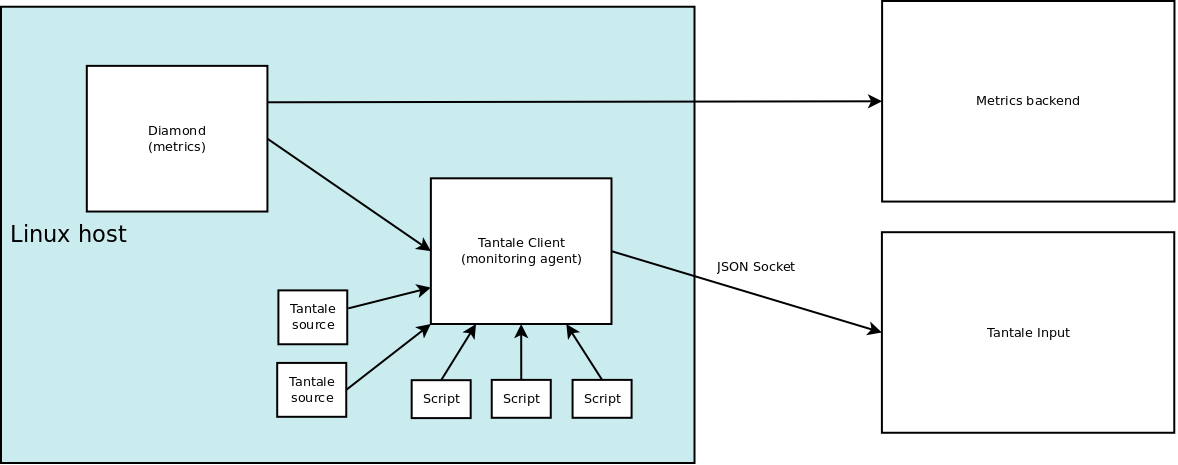 Diamond
(metrics)
Metrics backend
Linux host
Tantale Client
(monitoring agent)
JSON Socket
Tantale
source
Tantale Input
Tantale
source
Script
Script
Script